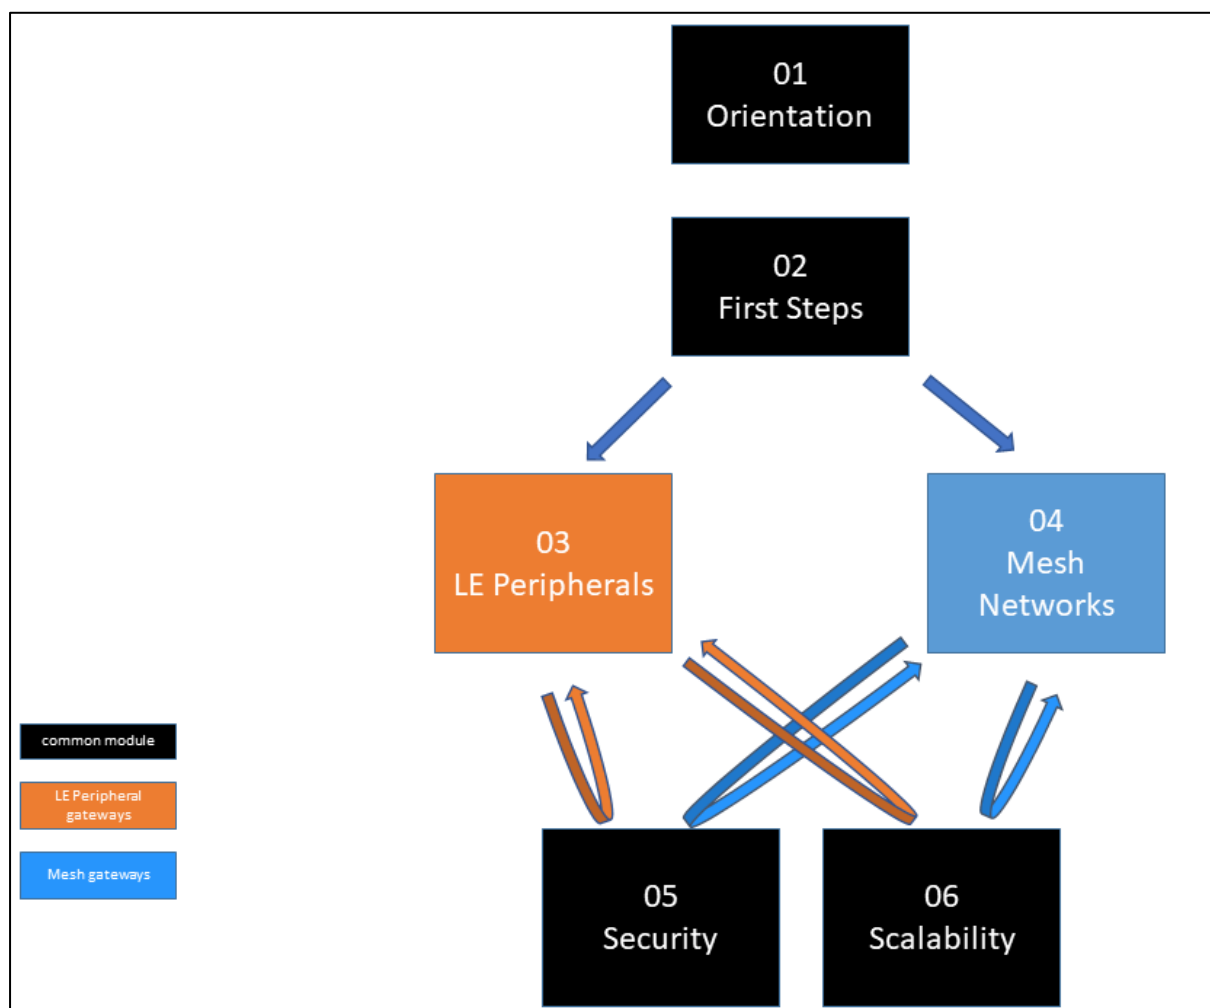 01
Orientation
02
First Steps
03
LE Peripherals
04
Mesh
Networks
common module
LE Peripheral
gateways
Mesh gateways
05
Security
06
Scalability